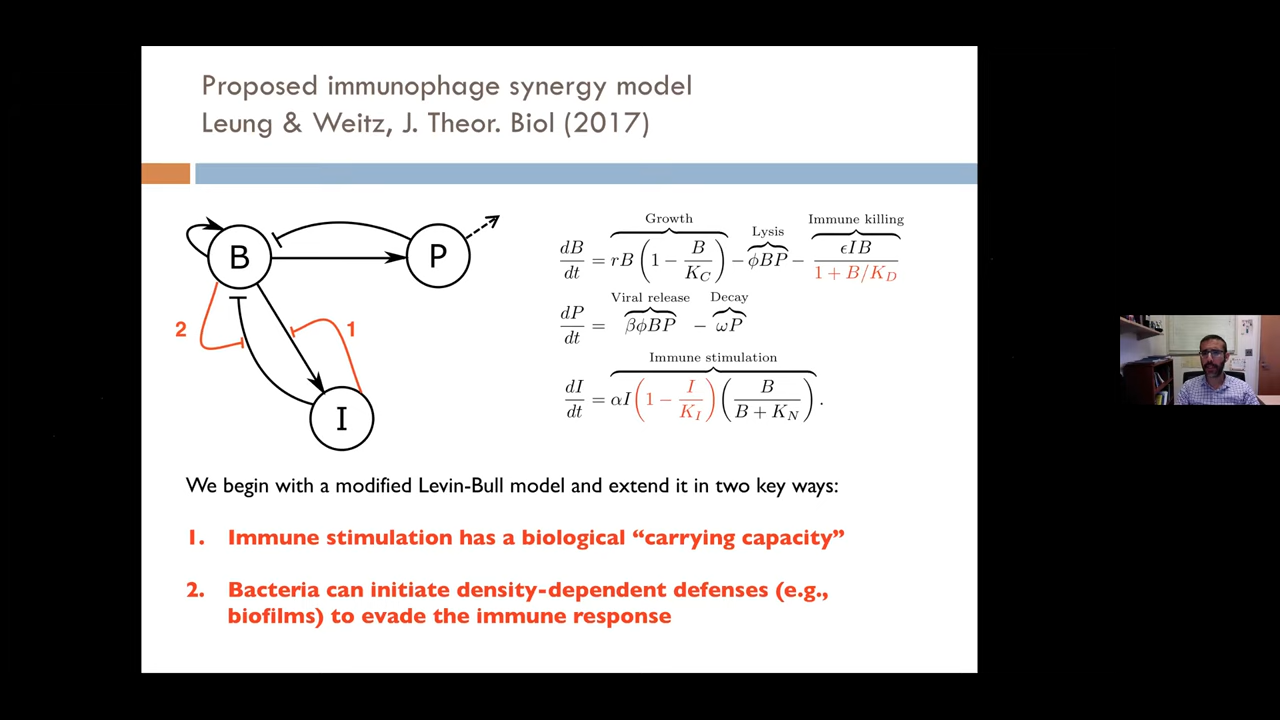 Proposed immunophage synergy model
Leung & Weitz, J. Theor. Biol (2017)
B
P
2
1
I
Growth
Lysis
Immune killing
dB/dt = rB (1 − B/K_C) − ϕBP − ϵIB/(1 + B/K_D)
Viral release
Decay
dP/dt = βϕBP − ωP
Immune stimulation
dI/dt = αI (1 − I/K_I) (B/(B + K_N)).
We begin with a modified Levin-Bull model and extend it in two key ways:
1. Immune stimulation has a biological “carrying capacity”
2. Bacteria can initiate density-dependent defenses (e.g.,
biofilms) to evade the immune response